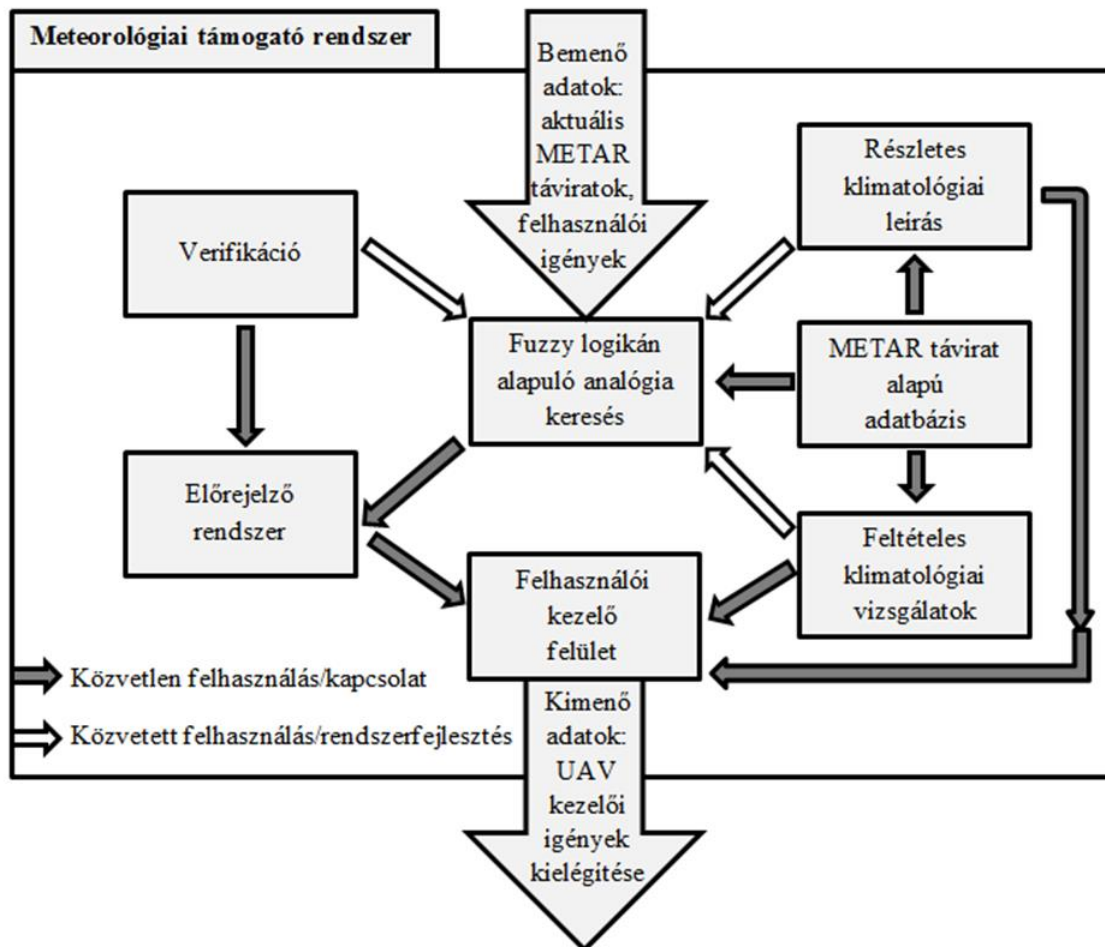 Meteorológiai támogató rendszer
Bemenő
adatok:
aktuális
METAR
táviratok,
felhasználói
igények
Részletes
klimatológiai
leírás
Verifikáció
Fuzzy logikán
alapuló analógia
keresés
METAR távirat
alapú
adatbázis
Előrejelző
rendszer
Felhasználói
kezelő
felület
Feltételes
klimatológiai
vizsgálatok
Közvetlen felhasználás/kapcsolat
Közvetett felhasználás/rendszerfejlesztés
Kimenő
adatok:
UAV
kezelői
igények
kielégítése